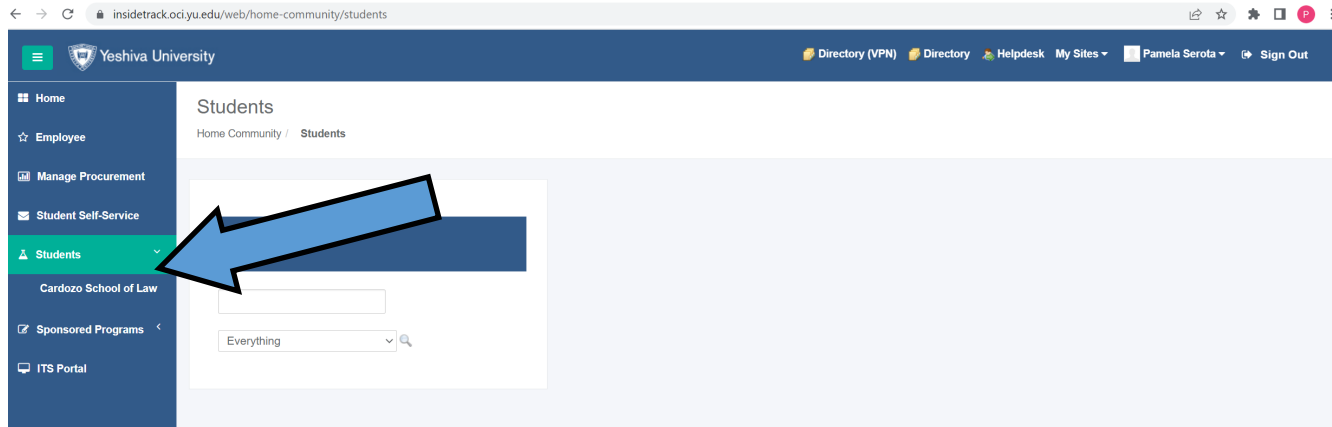 insidetrack.oci.yu.edu/web/home-community/students
P
Yeshiva University
Directory (VPN) Directory Helpdesk My Sites Pamela Serota Sign Out
Home
Employee
Manage Procurement
Student Self-Service
Students
Cardozo School of Law
Sponsored Programs
ITS Portal
Students
Home Community / Students
Everything